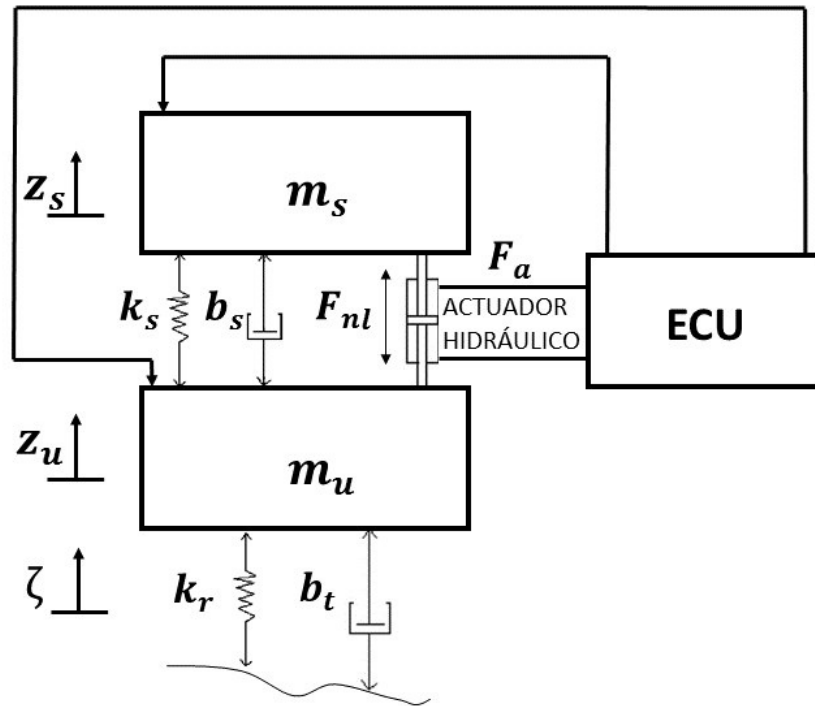 z_s
m_s
F_a
k_s
b_s
F_nl
ACTUADOR
HIDRÁULICO
ECU
z_u
m_u
ζ
k_r
b_t